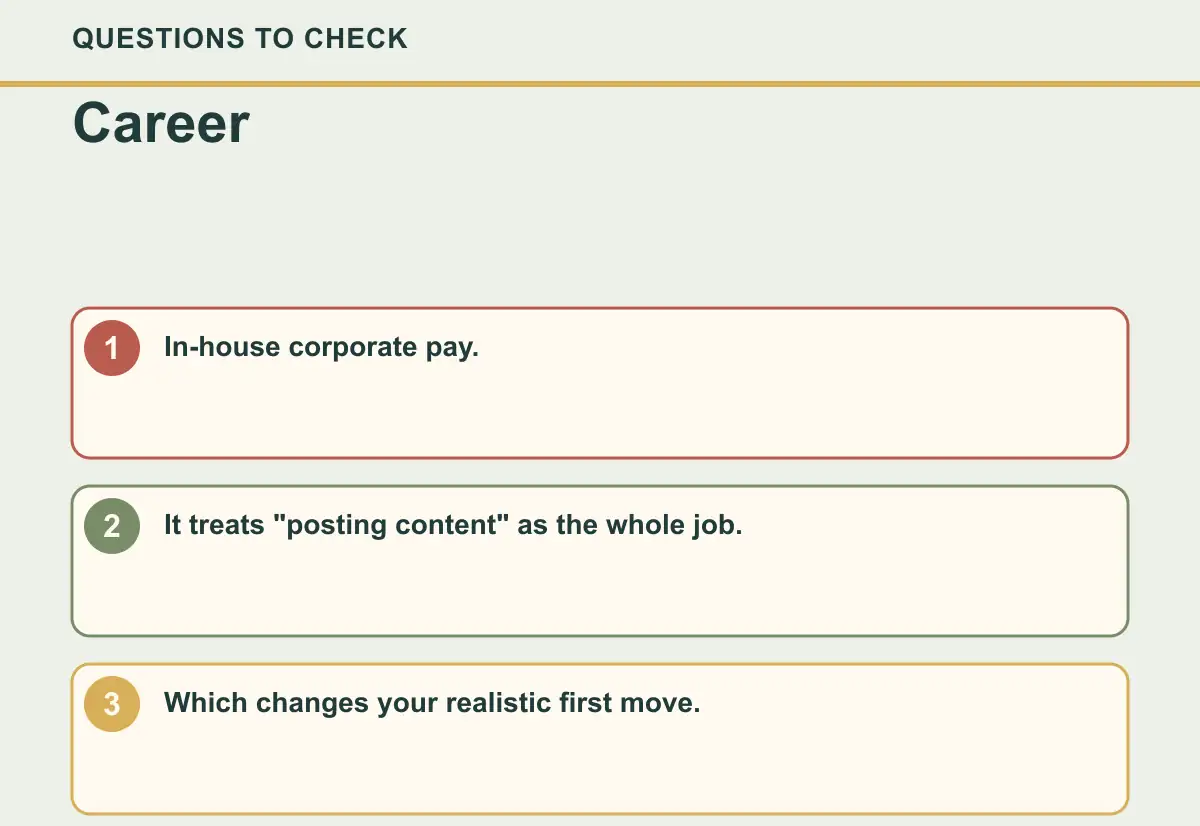 QUESTIONS TO CHECK
Career
1
In-house corporate pay.
2
It treats "posting content" as the whole job.
3
Which changes your realistic first move.